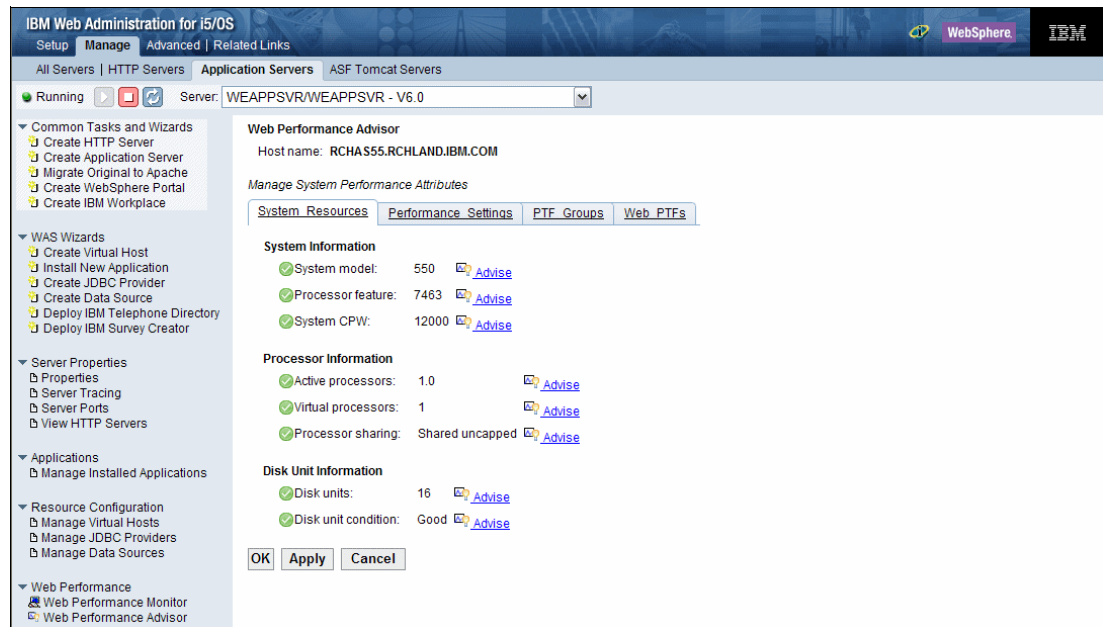 IBM Web Administration for i5/OS
Setup Manage Advanced | Related Links
WebSphere.
IBM
All Servers | HTTP Servers Application Servers ASF Tomcat Servers
Running Server: WEAPPSVR/WEAPPSVR - V6.0
Common Tasks and Wizards
Create HTTP Server
Create Application Server
Migrate Original to Apache
Create WebSphere Portal
Create IBM Workplace
WAS Wizards
Create Virtual Host
Install New Application
Create JDBC Provider
Create Data Source
Deploy IBM Telephone Directory
Deploy IBM Survey Creator
Server Properties
Properties
Server Tracing
Server Ports
View HTTP Servers
Applications
Manage Installed Applications
Resource Configuration
Manage Virtual Hosts
Manage JDBC Providers
Manage Data Sources
Web Performance
Web Performance Monitor
Web Performance Advisor
Web Performance Advisor
Host name: RCHAS55.RCHLAND.IBM.COM
Manage System Performance Attributes
System Resources Performance Settings PTF Groups Web PTFs
System Information
System model: 550 Advise
Processor feature: 7463 Advise
System CPW: 12000 Advise
Processor Information
Active processors: 1.0 Advise
Virtual processors: 1 Advise
Processor sharing: Shared uncapped Advise
Disk Unit Information
Disk units: 16 Advise
Disk unit condition: Good Advise
OK Apply Cancel